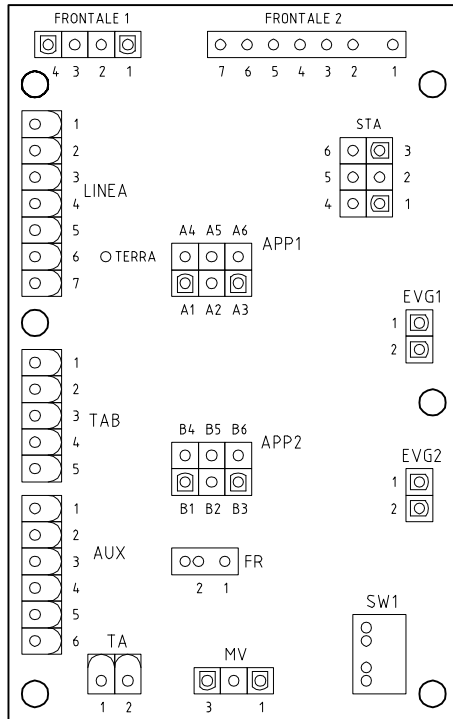 FRONTALE 1 FRONTALE 2
4 3 2 1 7 6 5 4 3 2 1
STA
6 3
5 2
4 1
1
2
3
LINEA
4
5
6
7
TERRA
A4 A5 A6
APP1
A1 A2 A3
EVG1
1
2
1
2
3
TAB
4
5
B4 B5 B6
APP2
B1 B2 B3
EVG2
1
2
1
2
3
AUX
4
5
6
FR
2 1
SW1
TA
1 2
MV
3 1